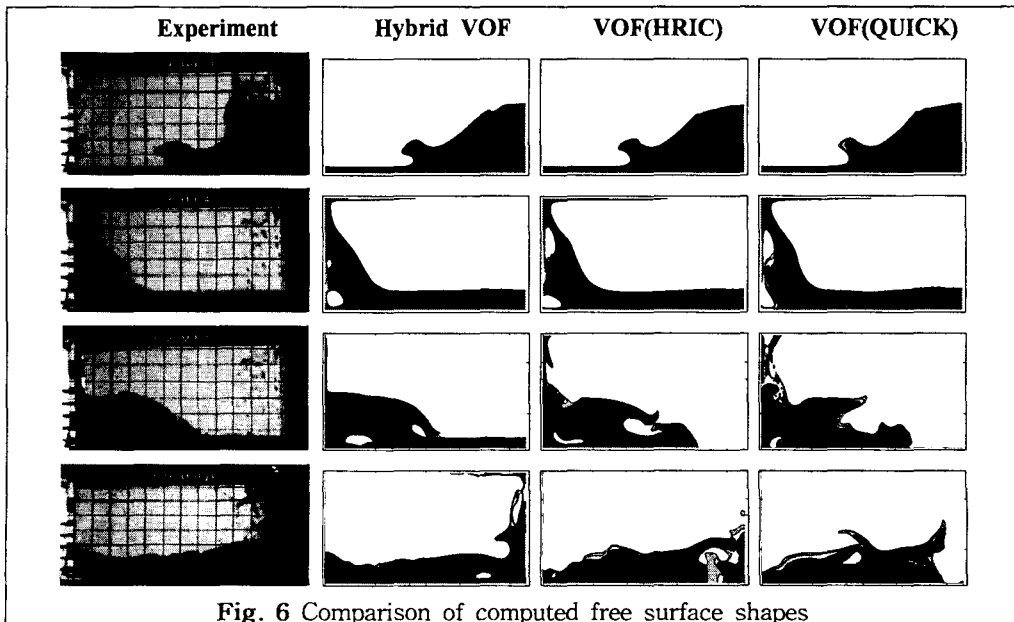 Experiment Hybrid VOF VOF(HRIC) VOF(QUICK)
Fig. 6 Comparison of computed free surface shapes